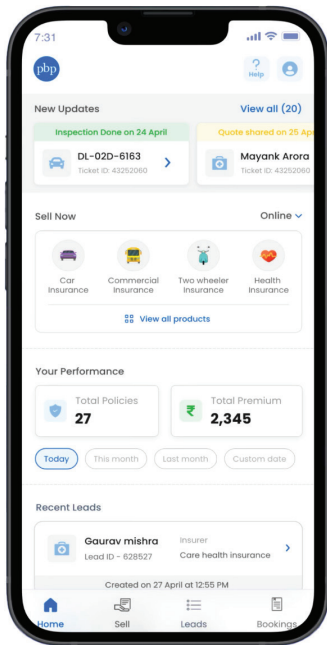 7:31
pbp
?
Help
New Updates
View all (20)
Inspection Done on 24 April
Quote shared on 25 Ap
DL-02D-6163
Ticket ID: 43252060
Mayank Arora
Ticket ID: 43252060
Sell Now
Online
Car Insurance
Commercial Insurance
Two wheeler Insurance
Health Insurance
View all products
Your Performance
Total Policies
27
₹
Total Premium
2,345
Today
This month
Last month
Custom date
Recent Leads
Gaurav mishra
Lead ID - 628527
Insurer
Care health insurance
Created on 27 April at 12:55 PM
Home
Sell
Leads
Bookings